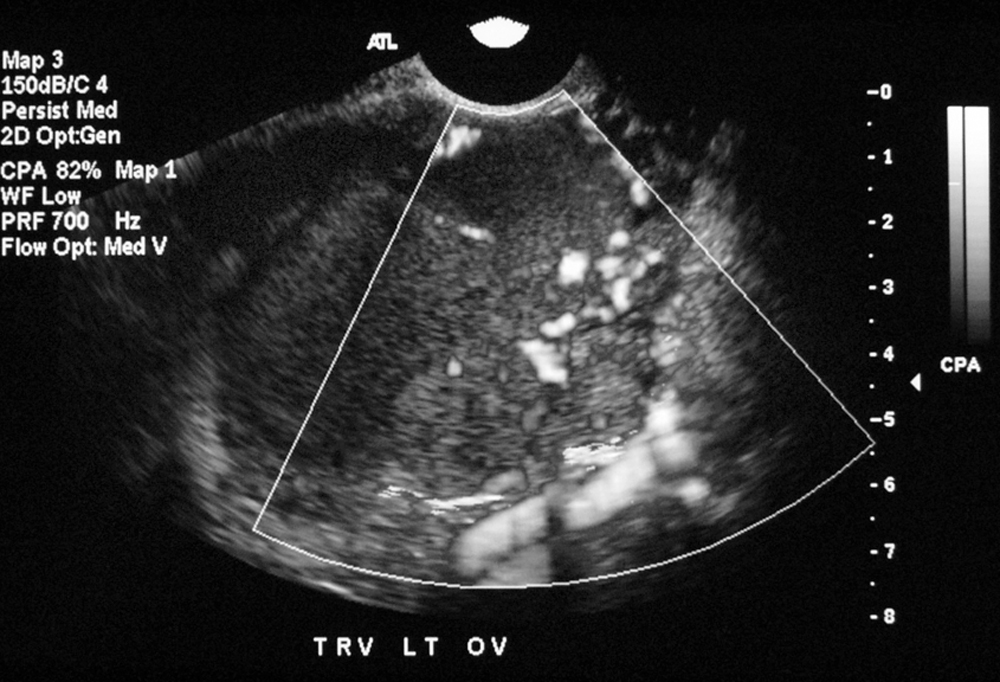 ATL
Map 3
150dB/C 4
Persist Med
2D Opt:Gen
CPA 82% Map 1
WF Low
PRF 700 Hz
Flow Opt: Med V
-0
-1
-2
-3
-4
-5
-6
-7
-8
CPA
TRV LT OV